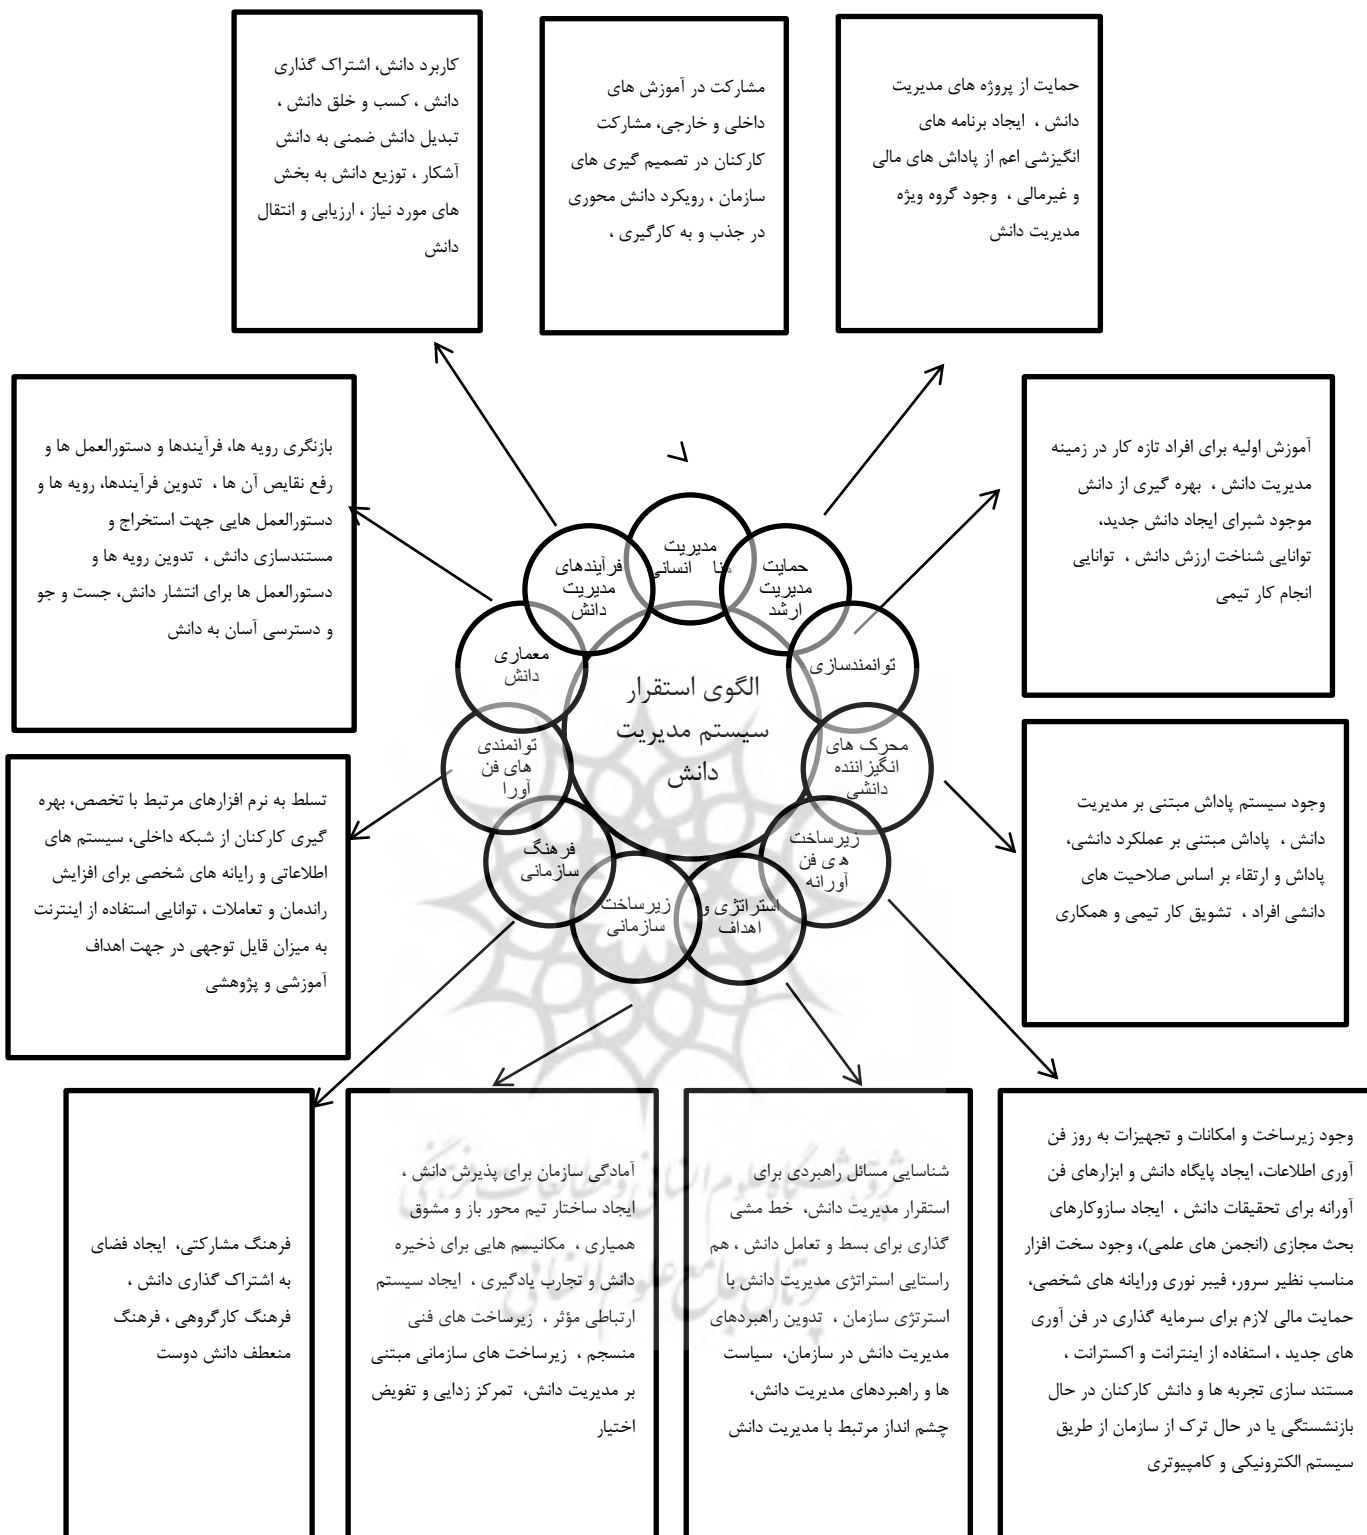 حمایت از پروژه های مدیریت
دانش ، ایجاد برنامه های
انگیزشی اعم از پاداش های مالی
و غیرمالی ، وجود گروه ویژه
مدیریت دانش
مشارکت در آموزش های
داخلی و خارجی، مشارکت
کارکنان در تصمیم گیری های
سازمان ، رویکرد دانش محوری
در جذب و به کارگیری ،
کاربرد دانش، اشتراک گذاری
دانش ، کسب و خلق دانش ،
تبدیل دانش ضمنی به دانش
آشکار ، توزیع دانش به بخش
های مورد نیاز ، ارزیابی و انتقال
دانش
آموزش اولیه برای افراد تازه کار در زمینه
مدیریت دانش ، بهره گیری از دانش
موجود شبرای ایجاد دانش جدید،
توانایی شناخت ارزش دانش ، توانایی
انجام کار تیمی
بازنگری رویه ها، فرآیندها و دستورالعمل ها و
رفع نقایص آن ها ، تدوین فرآیندها، رویه ها و
دستورالعمل هایی جهت استخراج و
مستندسازی دانش ، تدوین رویه ها و
دستورالعمل ها برای انتشار دانش، جست و جو
و دسترسی آسان به دانش
مدیریت
انسانی
حمایت
مدیریت
ارشد
فرآیندهای
مدیریت
دانش
توانمندسازی
معماری
دانش
الگوی استقرار
سیستم مدیریت
دانش
محرک های
انگیزاننده
دانشی
توانمندی
های فن
آورا
زیرساخت
فن
آورانه
فرهنگ
سازمانی
استراتژی و
اهداف
زیرساخت
سازمانی
وجود سیستم پاداش مبتنی بر مدیریت
دانش ، پاداش مبتنی بر عملکرد دانشی،
پاداش و ارتقاء بر اساس صلاحیت های
دانشی افراد ، تشویق کار تیمی و همکاری
تسلط به نرم افزارهای مرتبط با تخصص، بهره
گیری کارکنان از شبکه داخلی، سیستم های
اطلاعاتی و رایانه های شخصی برای افزایش
راندمان و تعاملات ، توانایی استفاده از اینترنت
به میزان قایل توجهی در جهت اهداف
آموزشی و پژوهشی
وجود زیرساخت و امکانات و تجهیزات به روز فن
آوری اطلاعات، ایجاد پایگاه دانش و ابزارهای فن
آورانه برای تحقیقات دانش ، ایجاد سازوکارهای
بحث مجازی (انجمن های علمی)، وجود سخت افزار
مناسب نظیر سرور، فیبر نوری ورایانه های شخصی،
حمایت مالی لازم برای سرمایه گذاری در فن آوری
های جدید ، استفاده از اینترانت و اکسترانت ،
مستند سازی تجربه ها و دانش کارکنان در حال
بازنشستگی یا در حال ترک از سازمان از طریق
سیستم الکترونیکی و کامپیوتری
شناسایی مسائل راهبردی برای
استقرار مدیریت دانش، خط مشی
گذاری برای بسط و تعامل دانش ، هم
راستایی استراتژی مدیریت دانش با
استرتژی سازمان ، تدوین راهبردهای
مدیریت دانش در سازمان، سیاست
ها و راهبردهای مدیریت دانش،
چشم انداز مرتبط با مدیریت دانش
آمادگی سازمان برای پذیرش دانش ،
ایجاد ساختار تیم محور باز و مشوق
همیاری ، مکانیسم هایی برای ذخیره
دانش و تجارب یادگیری ، ایجاد سیستم
ارتباطی مؤثر ، زیرساخت های فنی
منسجم ، زیرساخت های سازمانی مبتنی
بر مدیریت دانش، تمرکز زدایی و تفویض
اختیار
فرهنگ مشارکتی، ایجاد فضای
به اشتراک گذاری دانش ،
فرهنگ کارگروهی ، فرهنگ
منعطف دانش دوست
پژوهشگاه علوم انسانی و مطالعات فرهنگی
پرتال جامع علوم انسانی